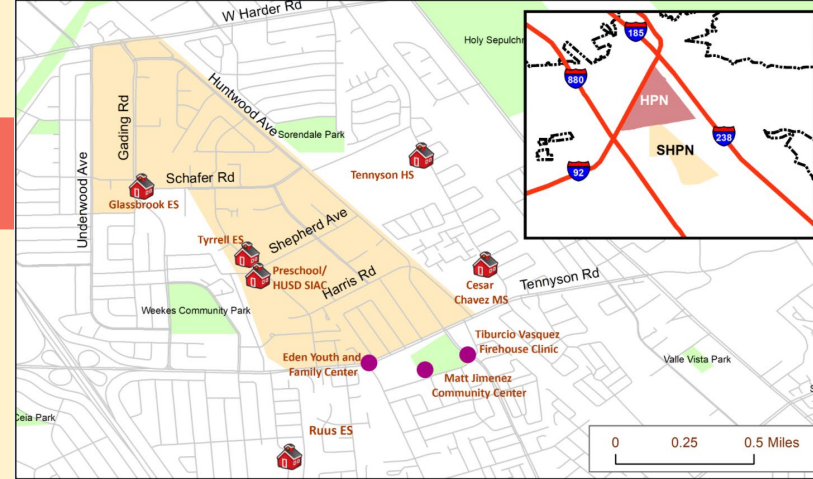 W Harder Rd
Holy Sepulchr
185
880
HPN
SHPN
238
92
Huntwood Ave
Gading Rd
Sorendale Park
Underwood Ave
Schafer Rd
Tennyson HS
Glassbrook ES
Shepherd Ave
Tyrrell ES
Preschool/
HUSD SIAC
Harris Rd
Cesar
Chavez MS
Tennyson Rd
Weekes Community Park
Eden Youth and
Family Center
Tiburcio Vasquez
Firehouse Clinic
Matt Jimenez
Community Center
Valle Vista Park
Ceia Park
Ruus ES
0 0.25 0.5 Miles